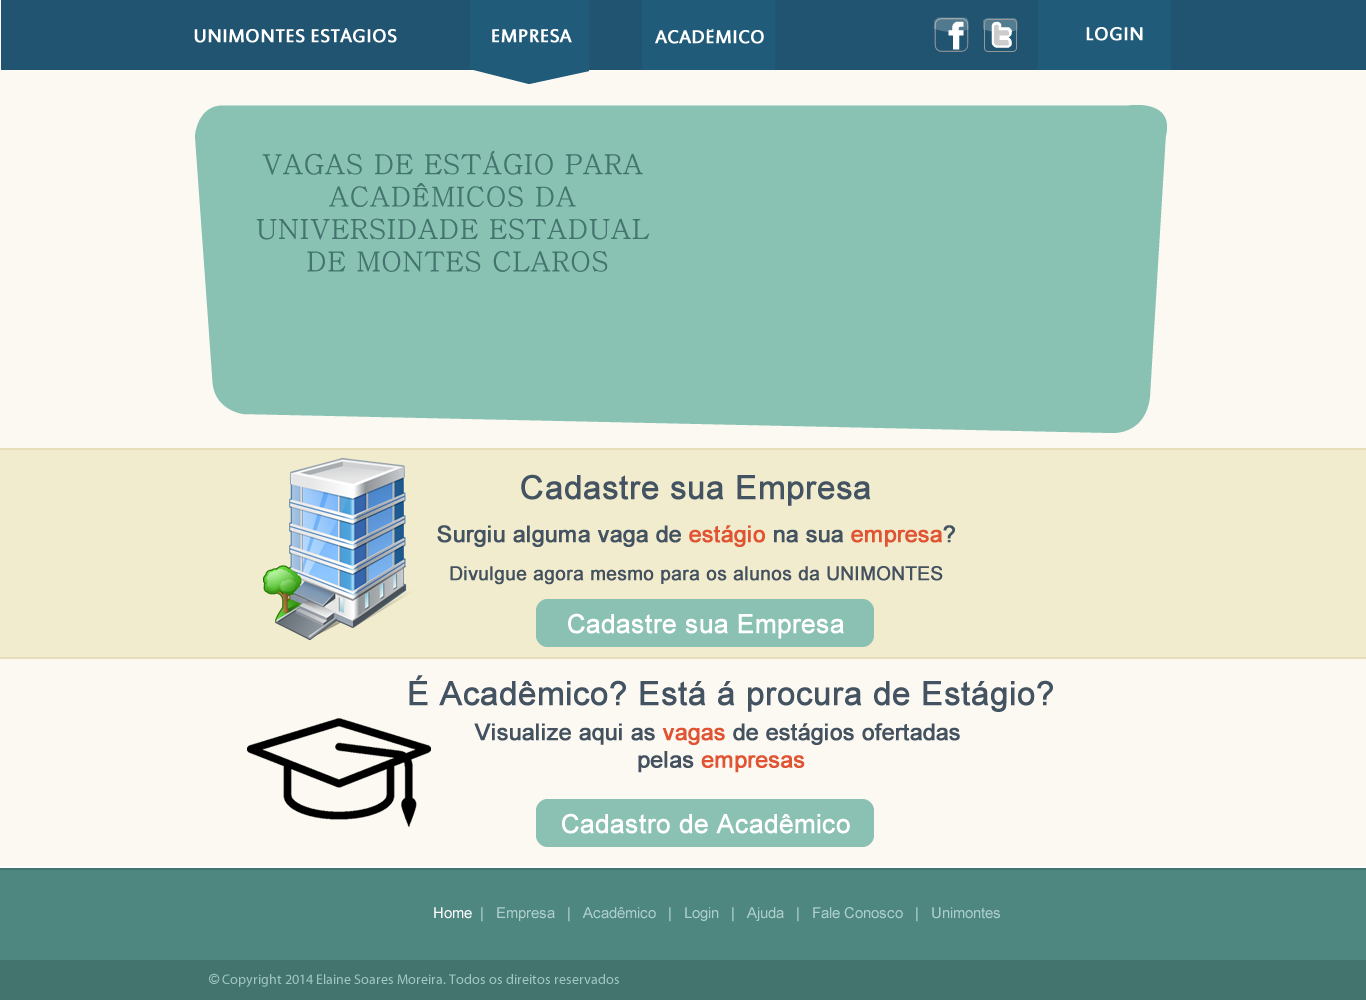 UNIMONTES ESTÁGIOS EMPRESA ACADÊMICO LOGIN
VAGAS DE ESTÁGIO PARA
ACADÊMICOS DA
UNIVERSIDADE ESTADUAL
DE MONTES CLAROS
Cadastre sua Empresa
Surgiu alguma vaga de estágio na sua empresa?
Divulgue agora mesmo para os alunos da UNIMONTES
Cadastre sua Empresa
É Acadêmico? Está á procura de Estágio?
Visualize aqui as vagas de estágios ofertadas
pelas empresas
Cadastro de Acadêmico
Home | Empresa | Acadêmico | Login | Ajuda | Fale Conosco | Unimontes
© Copyright 2014 Elaine Soares Moreira. Todos os direitos reservados